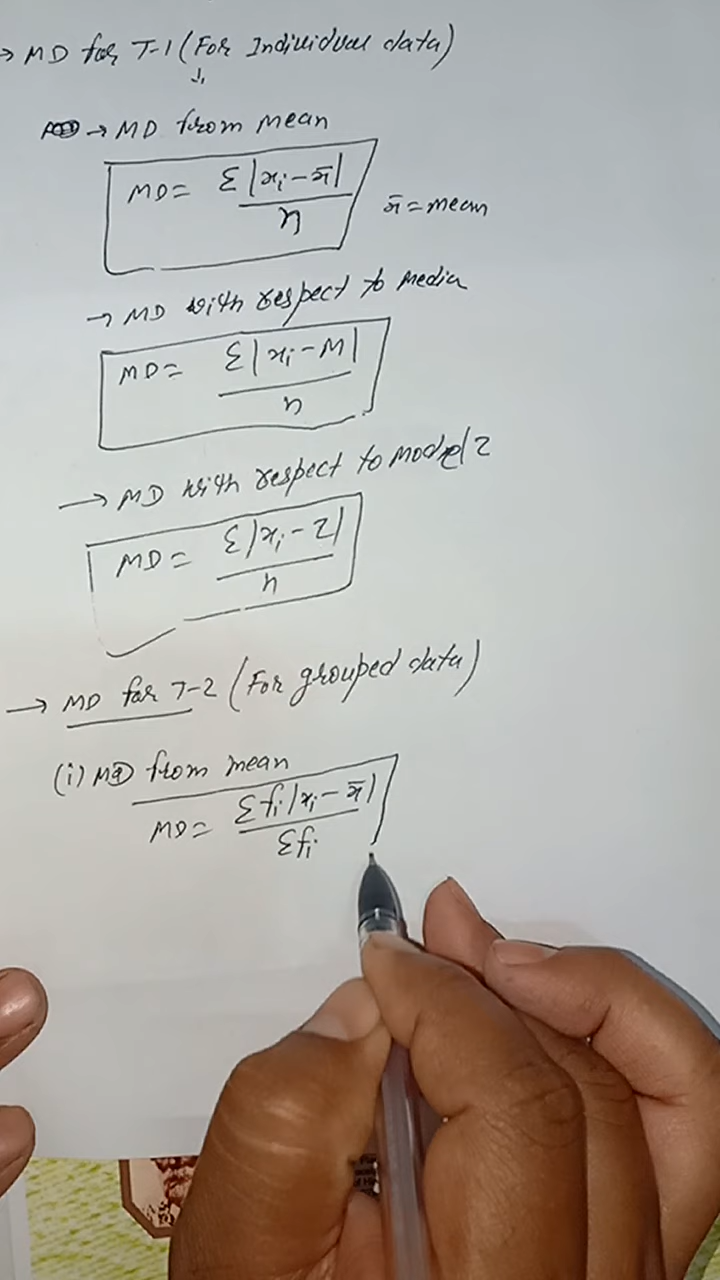 → MD for T-1 (For Individual data)
↓
→ MD from mean
MD = Σ|xᵢ-x̄|
n
x̄ = mean
→ MD with respect to media
MD = Σ|xᵢ-M|
n
→ MD with respect to mode/Z
MD = Σ|xᵢ-Z|
n
→ MD for T-2 (For grouped data)
(i) MD from mean
MD = Σfᵢ|xᵢ-x̄|
Σfᵢ